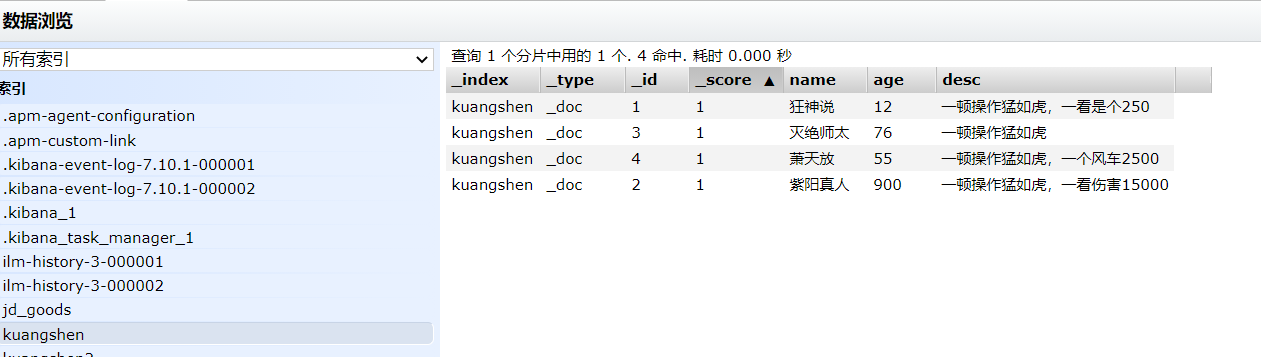 数据浏览
所有索引
索引
.apm-agent-configuration
.apm-custom-link
.kibana-event-log-7.10.1-000001
.kibana-event-log-7.10.1-000002
.kibana_1
.kibana_task_manager_1
ilm-history-3-000001
ilm-history-3-000002
jd_goods
kuangshen
查询 1 个分片中用的 1 个. 4 命中. 耗时 0.000 秒
_index _type _id _score ▲ name age desc
kuangshen _doc 1 1 狂神说 12 一顿操作猛如虎，一看是个250
kuangshen _doc 3 1 灭绝师太 76 一顿操作猛如虎
kuangshen _doc 4 1 萧天放 55 一顿操作猛如虎，一个风车2500
kuangshen _doc 2 1 紫阳真人 900 一顿操作猛如虎，一看伤害15000